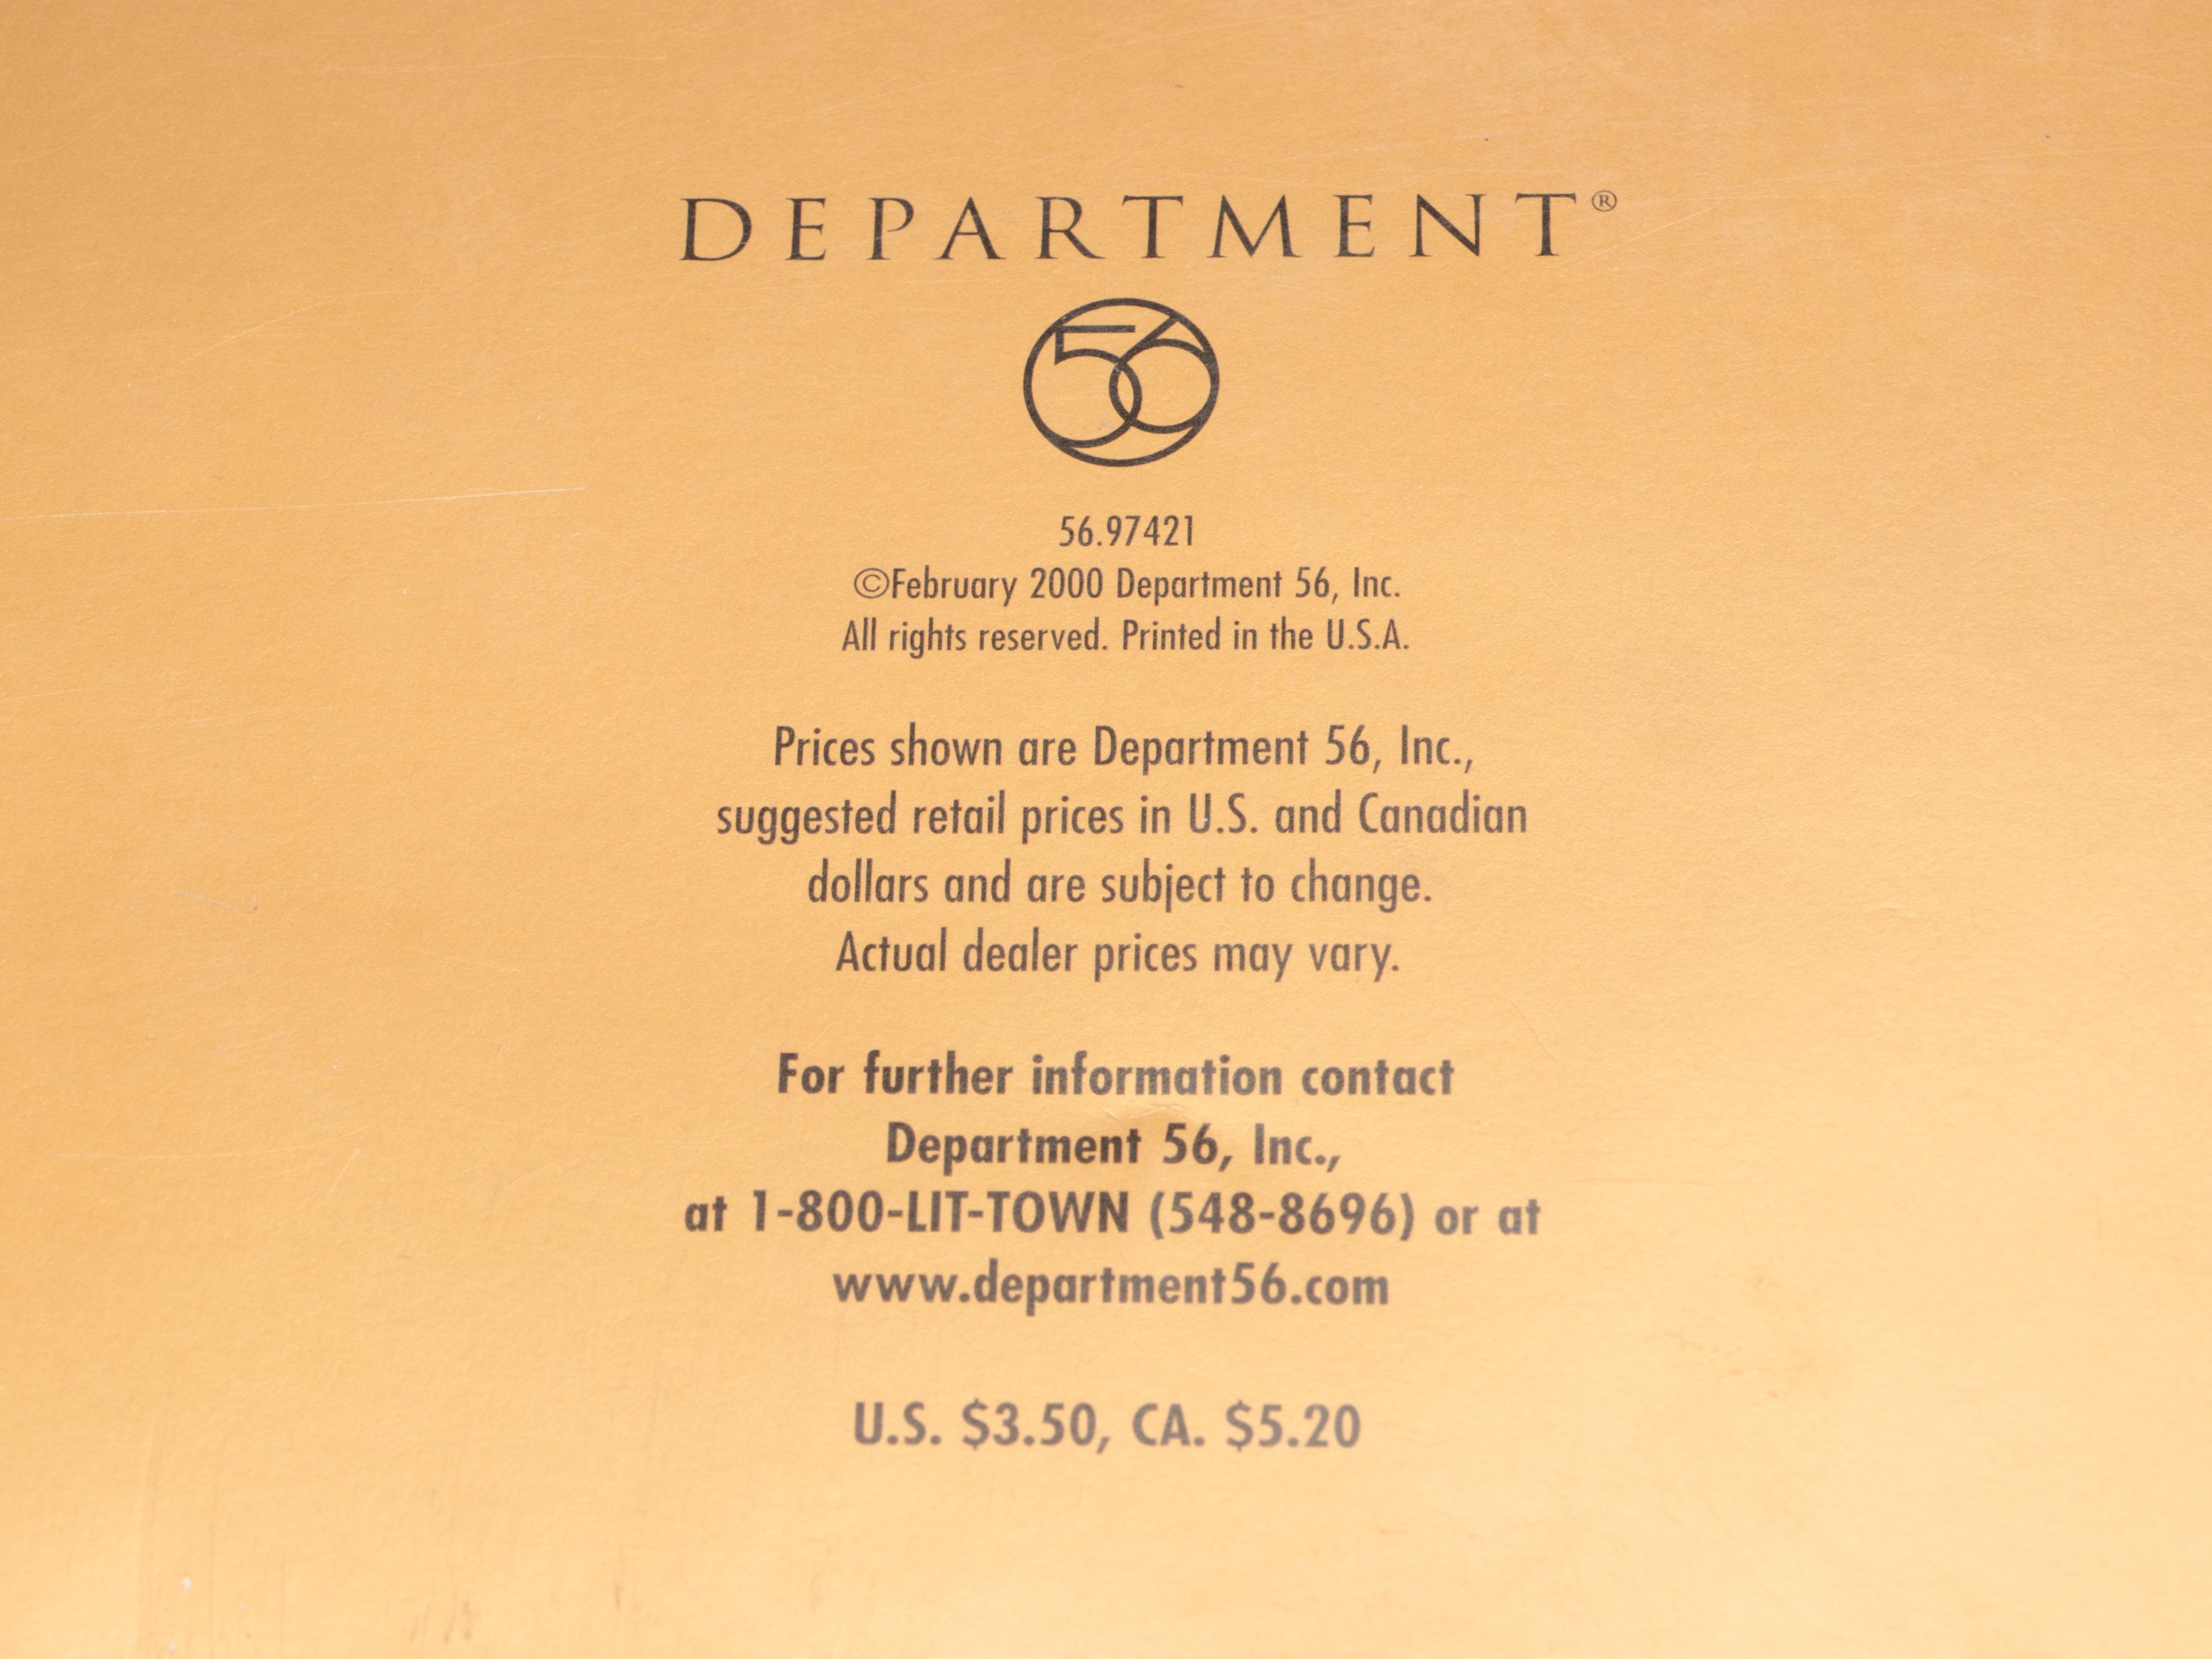 DEPARTMENT®
56
56.97421
©February 2000 Department 56, Inc.
All rights reserved. Printed in the U.S.A.
Prices shown are Department 56, Inc.,
suggested retail prices in U.S. and Canadian
dollars and are subject to change.
Actual dealer prices may vary.
For further information contact
Department 56, Inc.,
at 1-800-LIT-TOWN (548-8696) or at
www.department56.com
U.S. $3.50, CA. $5.20